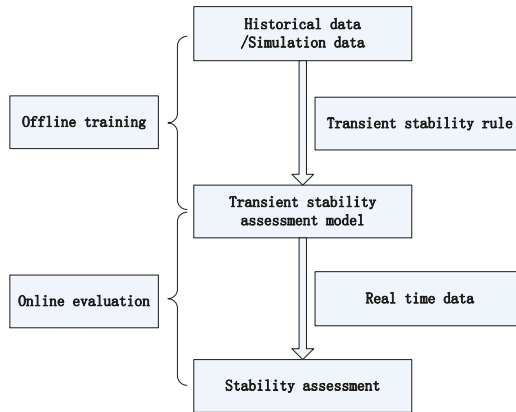 Historical data
/Simulation data
Offline training
Transient stability rule
Transient stability
assessment model
Online evaluation
Real time data
Stability assessment